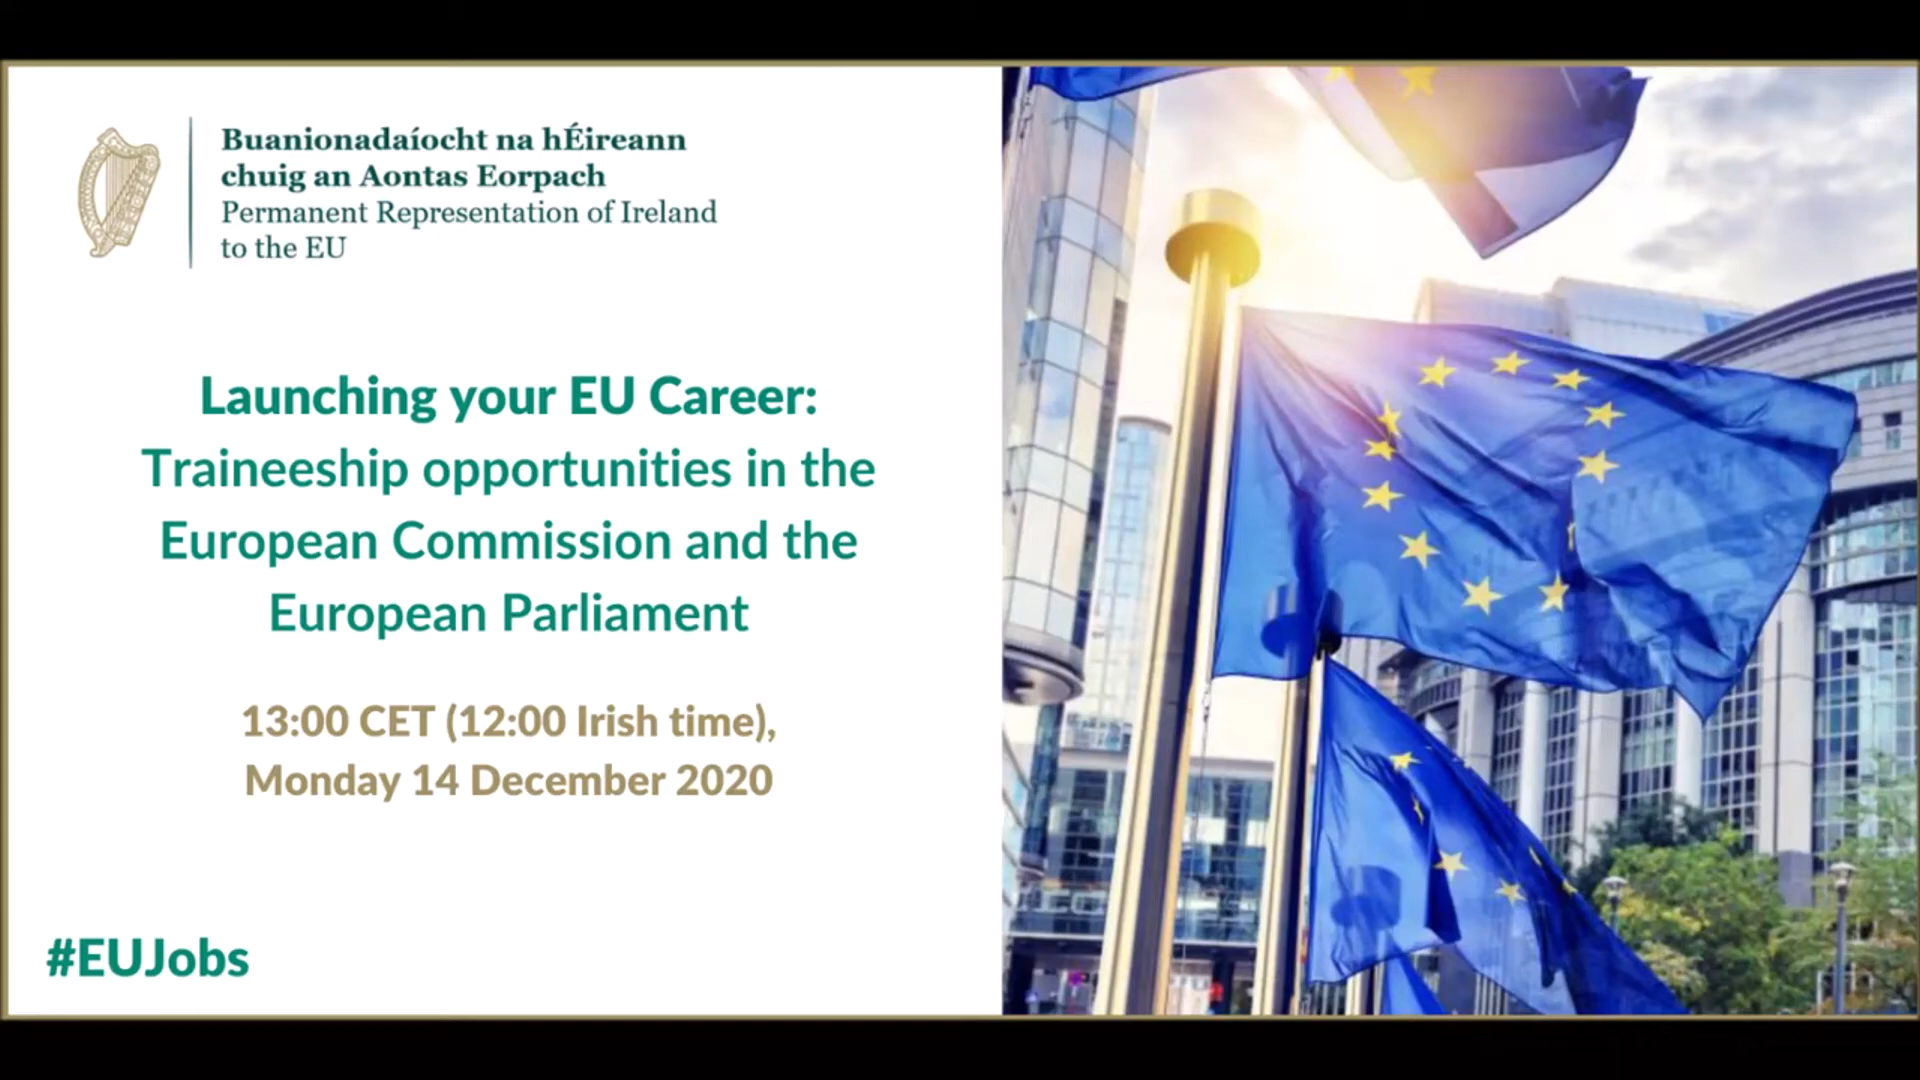 Buanionadaíocht na hÉireann
chuig an Aontas Eorpach
Permanent Representation of Ireland
to the EU
Launching your EU Career:
Traineeship opportunities in the
European Commission and the
European Parliament
13:00 CET (12:00 Irish time),
Monday 14 December 2020
#EUJobs